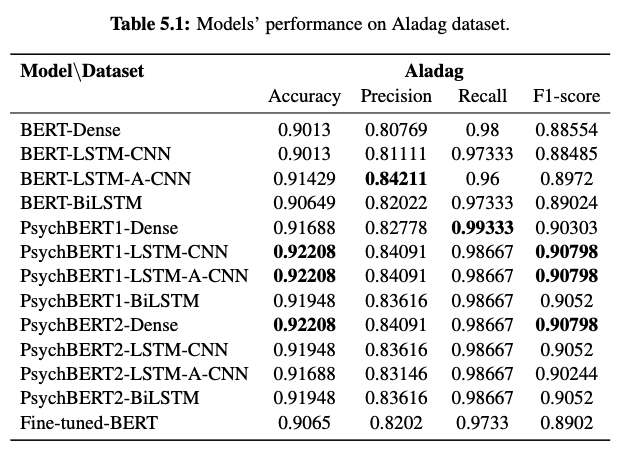 Table 5.1: Models' performance on Aladag dataset.
Model\Dataset Aladag
Accuracy Precision Recall F1-score
BERT-Dense 0.9013 0.80769 0.98 0.88554
BERT-LSTM-CNN 0.9013 0.81111 0.97333 0.88485
BERT-LSTM-A-CNN 0.91429 0.84211 0.96 0.8972
BERT-BiLSTM 0.90649 0.82022 0.97333 0.89024
PsychBERT1-Dense 0.91688 0.82778 0.99333 0.90303
PsychBERT1-LSTM-CNN 0.92208 0.84091 0.98667 0.90798
PsychBERT1-LSTM-A-CNN 0.92208 0.84091 0.98667 0.90798
PsychBERT1-BiLSTM 0.91948 0.83616 0.98667 0.9052
PsychBERT2-Dense 0.92208 0.84091 0.98667 0.90798
PsychBERT2-LSTM-CNN 0.91948 0.83616 0.98667 0.9052
PsychBERT2-LSTM-A-CNN 0.91688 0.83146 0.98667 0.90244
PsychBERT2-BiLSTM 0.91948 0.83616 0.98667 0.9052
Fine-tuned-BERT 0.9065 0.8202 0.9733 0.8902